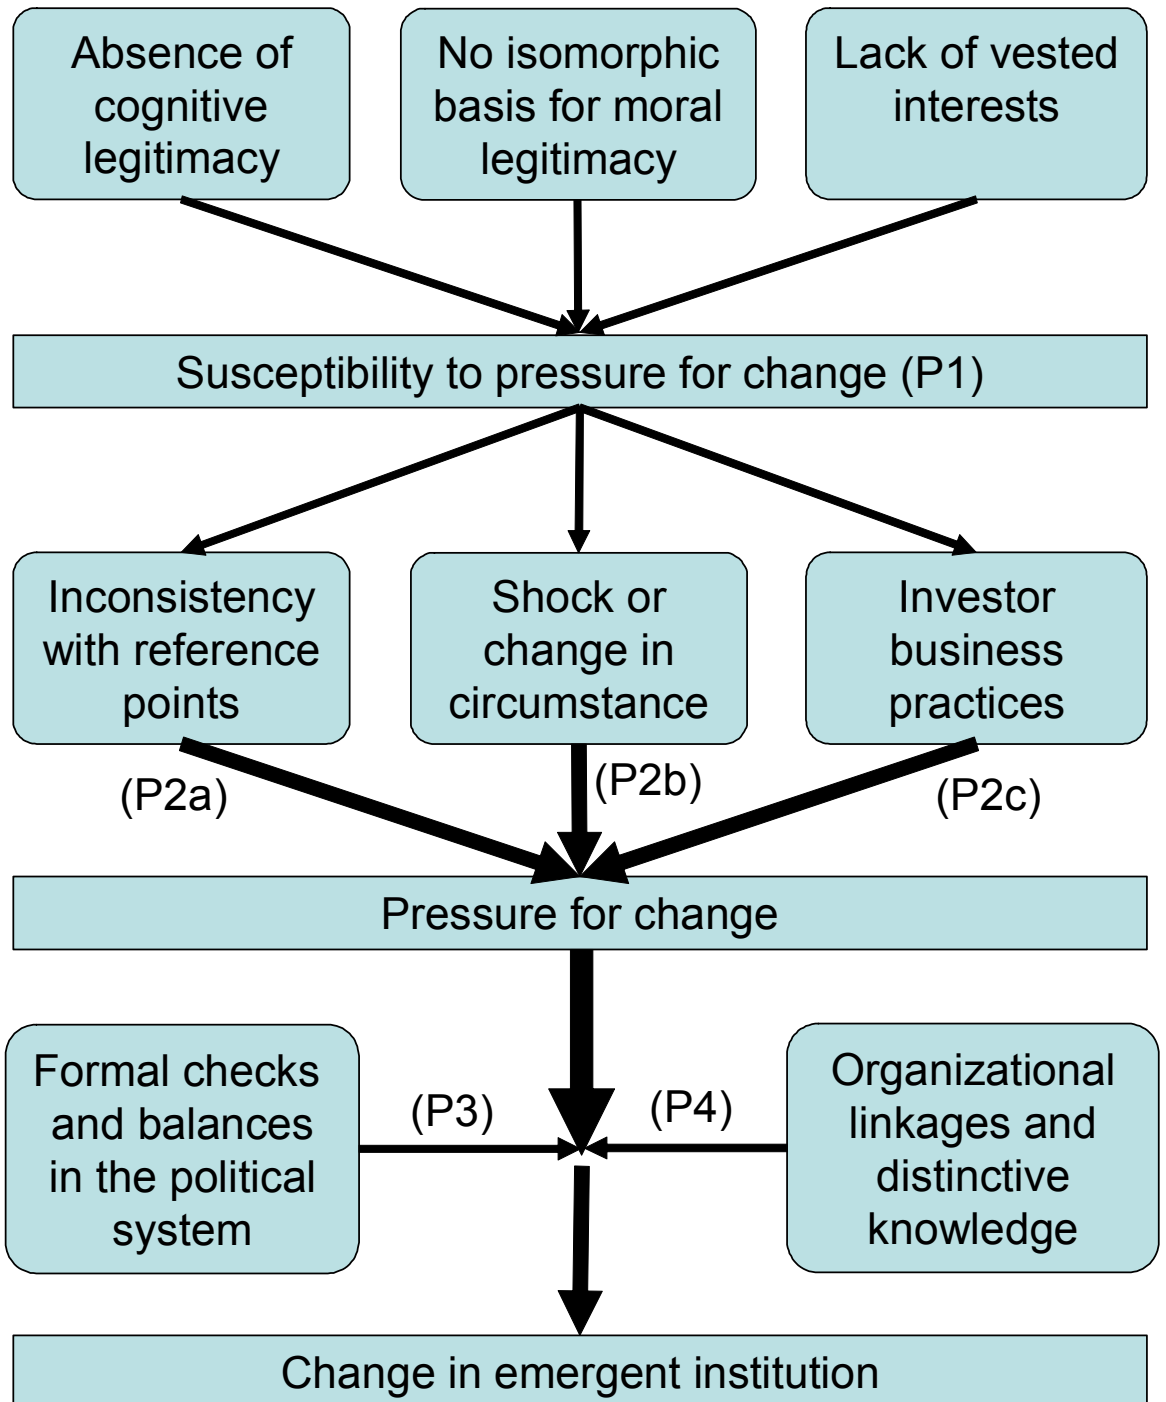 Absence of
cognitive
legitimacy
No isomorphic
basis for moral
legitimacy
Lack of vested
interests
Susceptibility to pressure for change (P1)
Inconsistency
with reference
points
Shock or
change in
circumstance
Investor
business
practices
(P2a)
(P2b)
(P2c)
Pressure for change
Formal checks
and balances
in the political
system
(P3)
(P4)
Organizational
linkages and
distinctive
knowledge
Change in emergent institution